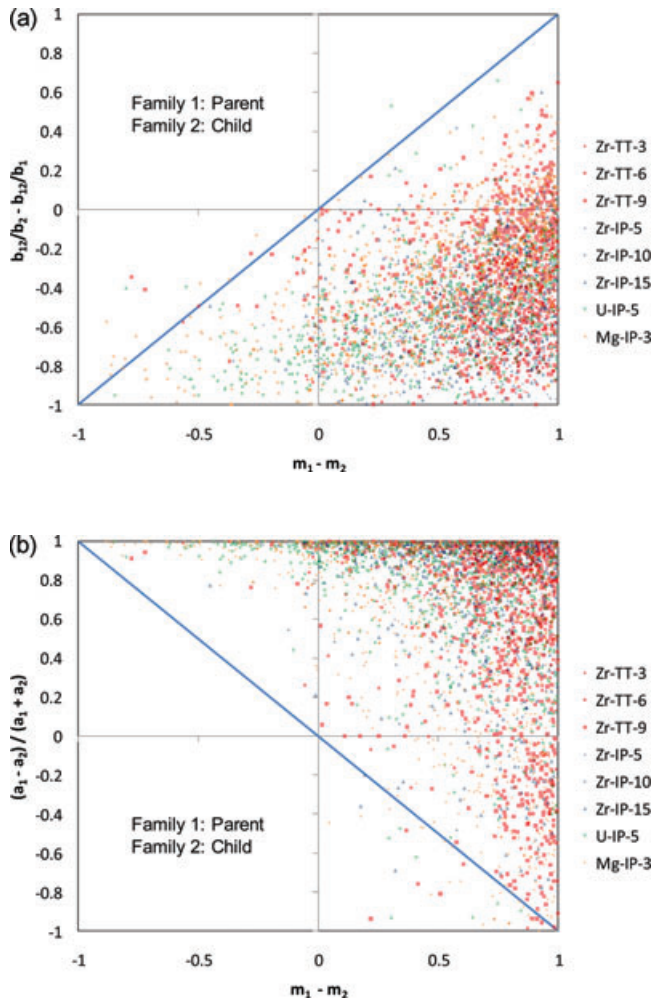 (a)
1
0.8
0.6
0.4
0.2
0
-0.2
-0.4
-0.6
-0.8
-1
b12/b2 - b12/b1
Family 1: Parent
Family 2: Child
-1 -0.5 0 0.5 1
m1 - m2
Zr-TT-3
Zr-TT-6
Zr-TT-9
Zr-IP-5
Zr-IP-10
Zr-IP-15
U-IP-5
Mg-IP-3
(b)
1
0.8
0.6
0.4
0.2
0
-0.2
-0.4
-0.6
-0.8
-1
(a1 - a2) / (a1 + a2)
Family 1: Parent
Family 2: Child
-1 -0.5 0 0.5 1
m1 - m2
Zr-TT-3
Zr-TT-6
Zr-TT-9
Zr-IP-5
Zr-IP-10
Zr-IP-15
U-IP-5
Mg-IP-3